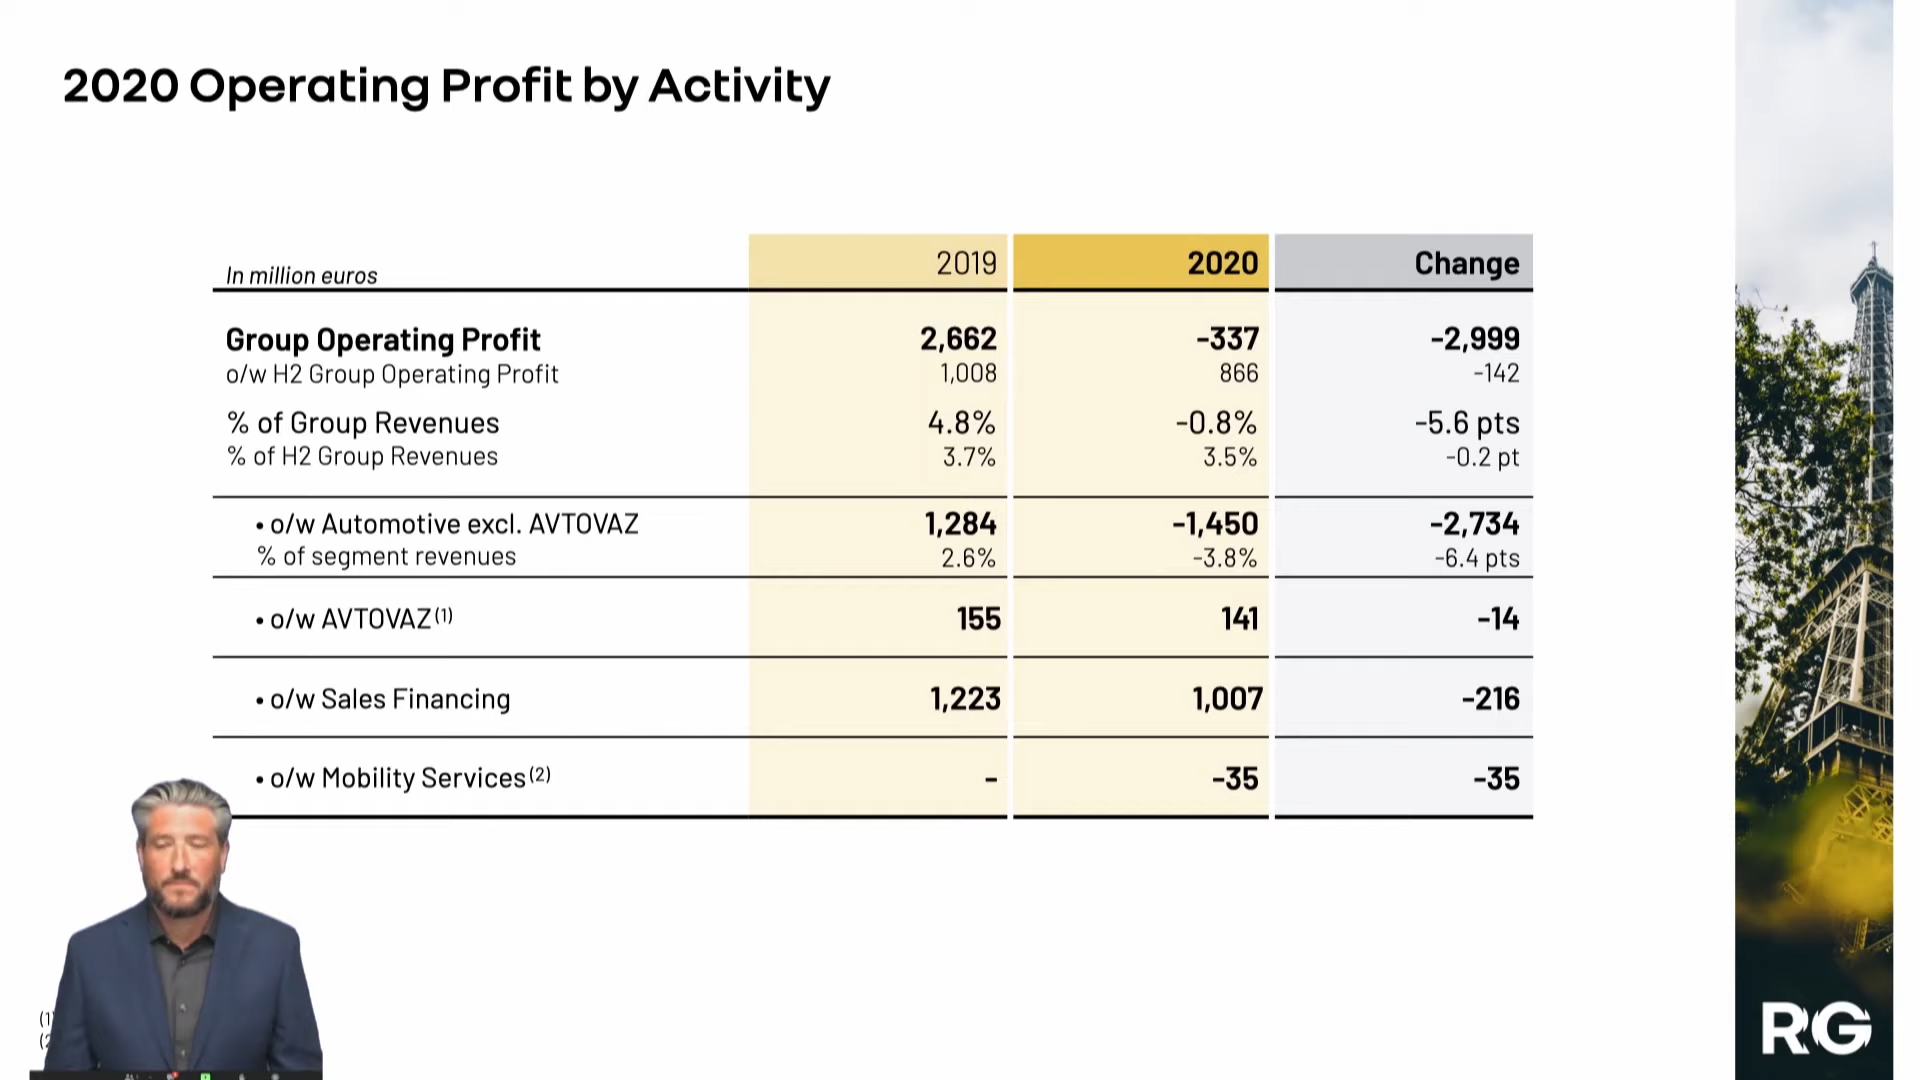 2020 Operating Profit by Activity
In million euros 2019 2020 Change
Group Operating Profit 2,662 -337 -2,999
o/w H2 Group Operating Profit 1,008 866 -142
% of Group Revenues 4.8% -0.8% -5.6 pts
% of H2 Group Revenues 3.7% 3.5% -0.2 pt
• o/w Automotive excl. AVTOVAZ 1,284 -1,450 -2,734
% of segment revenues 2.6% -3.8% -6.4 pts
• o/w AVTOVAZ (1) 155 141 -14
• o/w Sales Financing 1,223 1,007 -216
• o/w Mobility Services (2) - -35 -35
(1)
RG